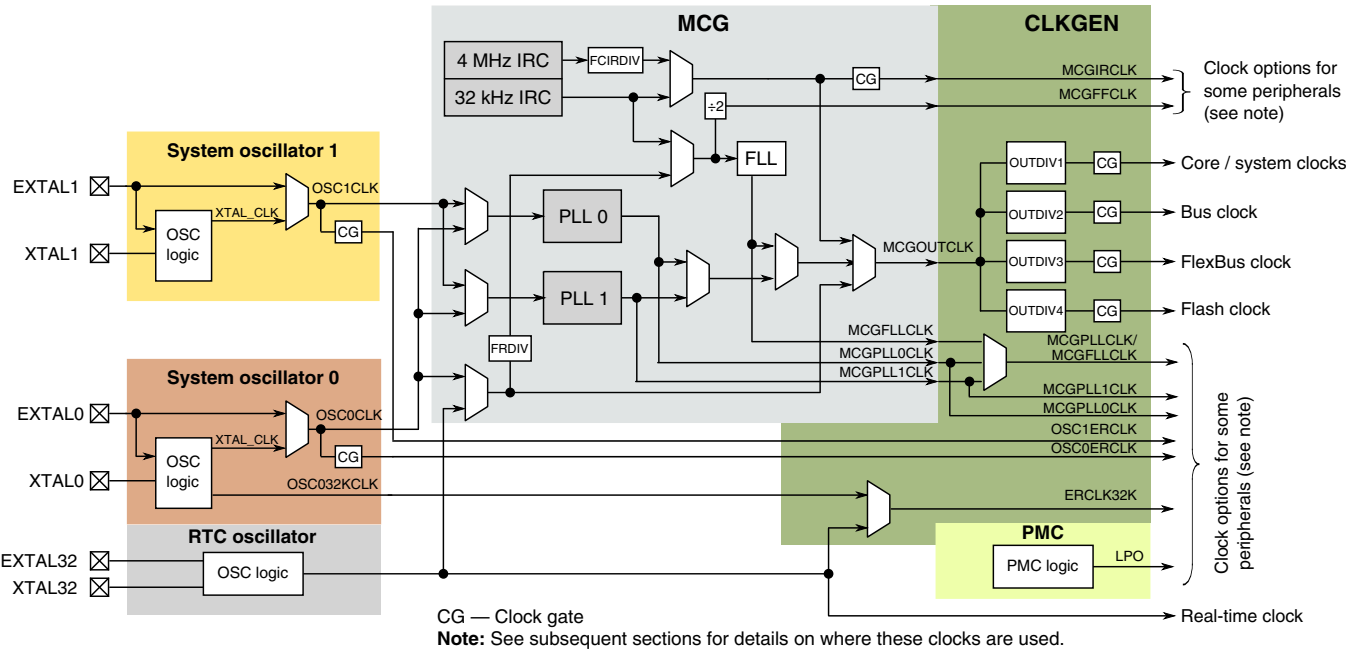 MCG
CLKGEN
4 MHz IRC
FCIRDIV
32 kHz IRC
CG
MCGIRCLK
÷2
MCGFFCLK
Clock options for
some peripherals
(see note)
System oscillator 1
EXTAL1
XTAL_CLK
OSC1CLK
OSC
logic
CG
XTAL1
FLL
PLL 0
PLL 1
FRDIV
MCGOUTCLK
OUTDIV1
CG
Core / system clocks
OUTDIV2
CG
Bus clock
OUTDIV3
CG
FlexBus clock
OUTDIV4
CG
Flash clock
MCGFLLCLK
MCGPLL0CLK
MCGPLL1CLK
MCGPLLCLK/
MCGFLLCLK
MCGPLL1CLK
MCGPLL0CLK
OSC1ERCLK
OSC0ERCLK
System oscillator 0
EXTAL0
OSC0CLK
XTAL_CLK
OSC
logic
CG
XTAL0
OSC032KCLK
ERCLK32K
Clock options for some
peripherals (see note)
RTC oscillator
EXTAL32
OSC logic
XTAL32
PMC
PMC logic
LPO
Real-time clock
CG — Clock gate
Note: See subsequent sections for details on where these clocks are used.